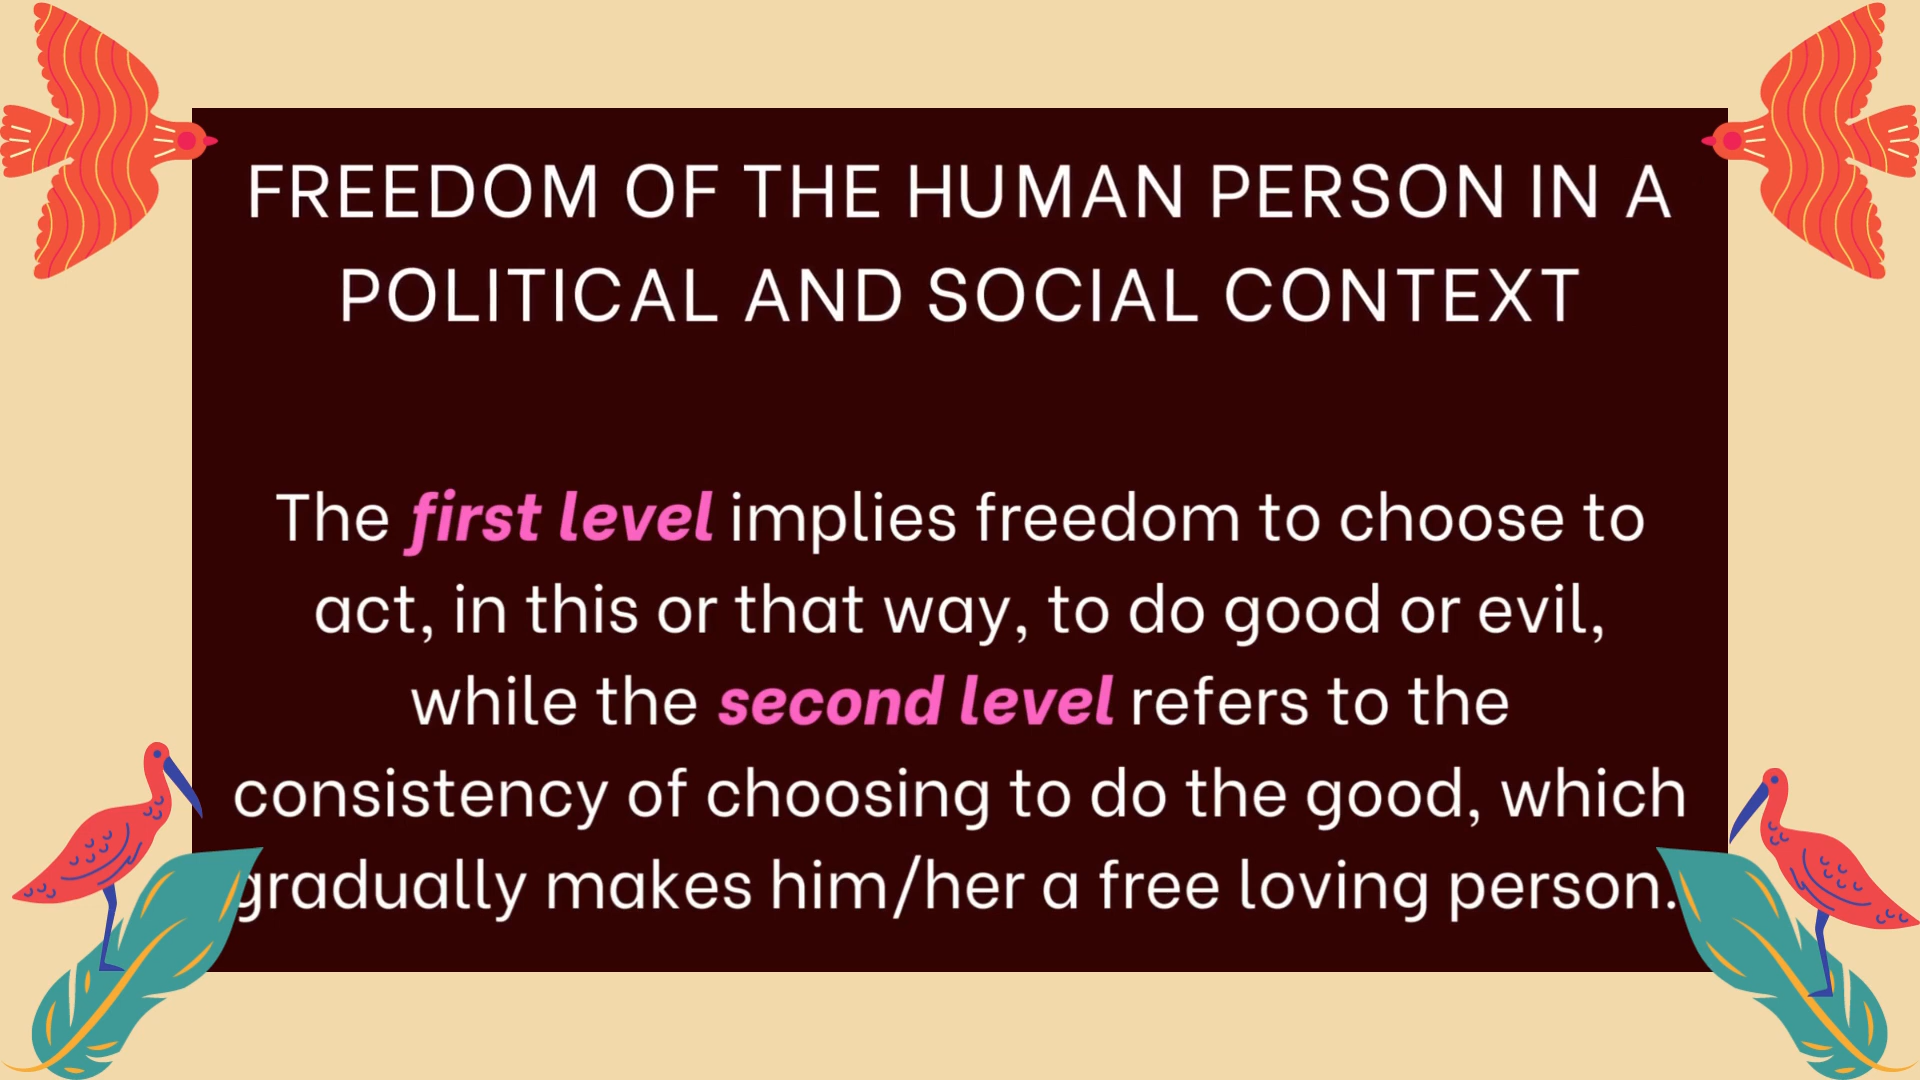 FREEDOM OF THE HUMAN PERSON IN A
POLITICAL AND SOCIAL CONTEXT
The first level implies freedom to choose to
act, in this or that way, to do good or evil,
while the second level refers to the
consistency of choosing to do the good, which
gradually makes him/her a free loving person.